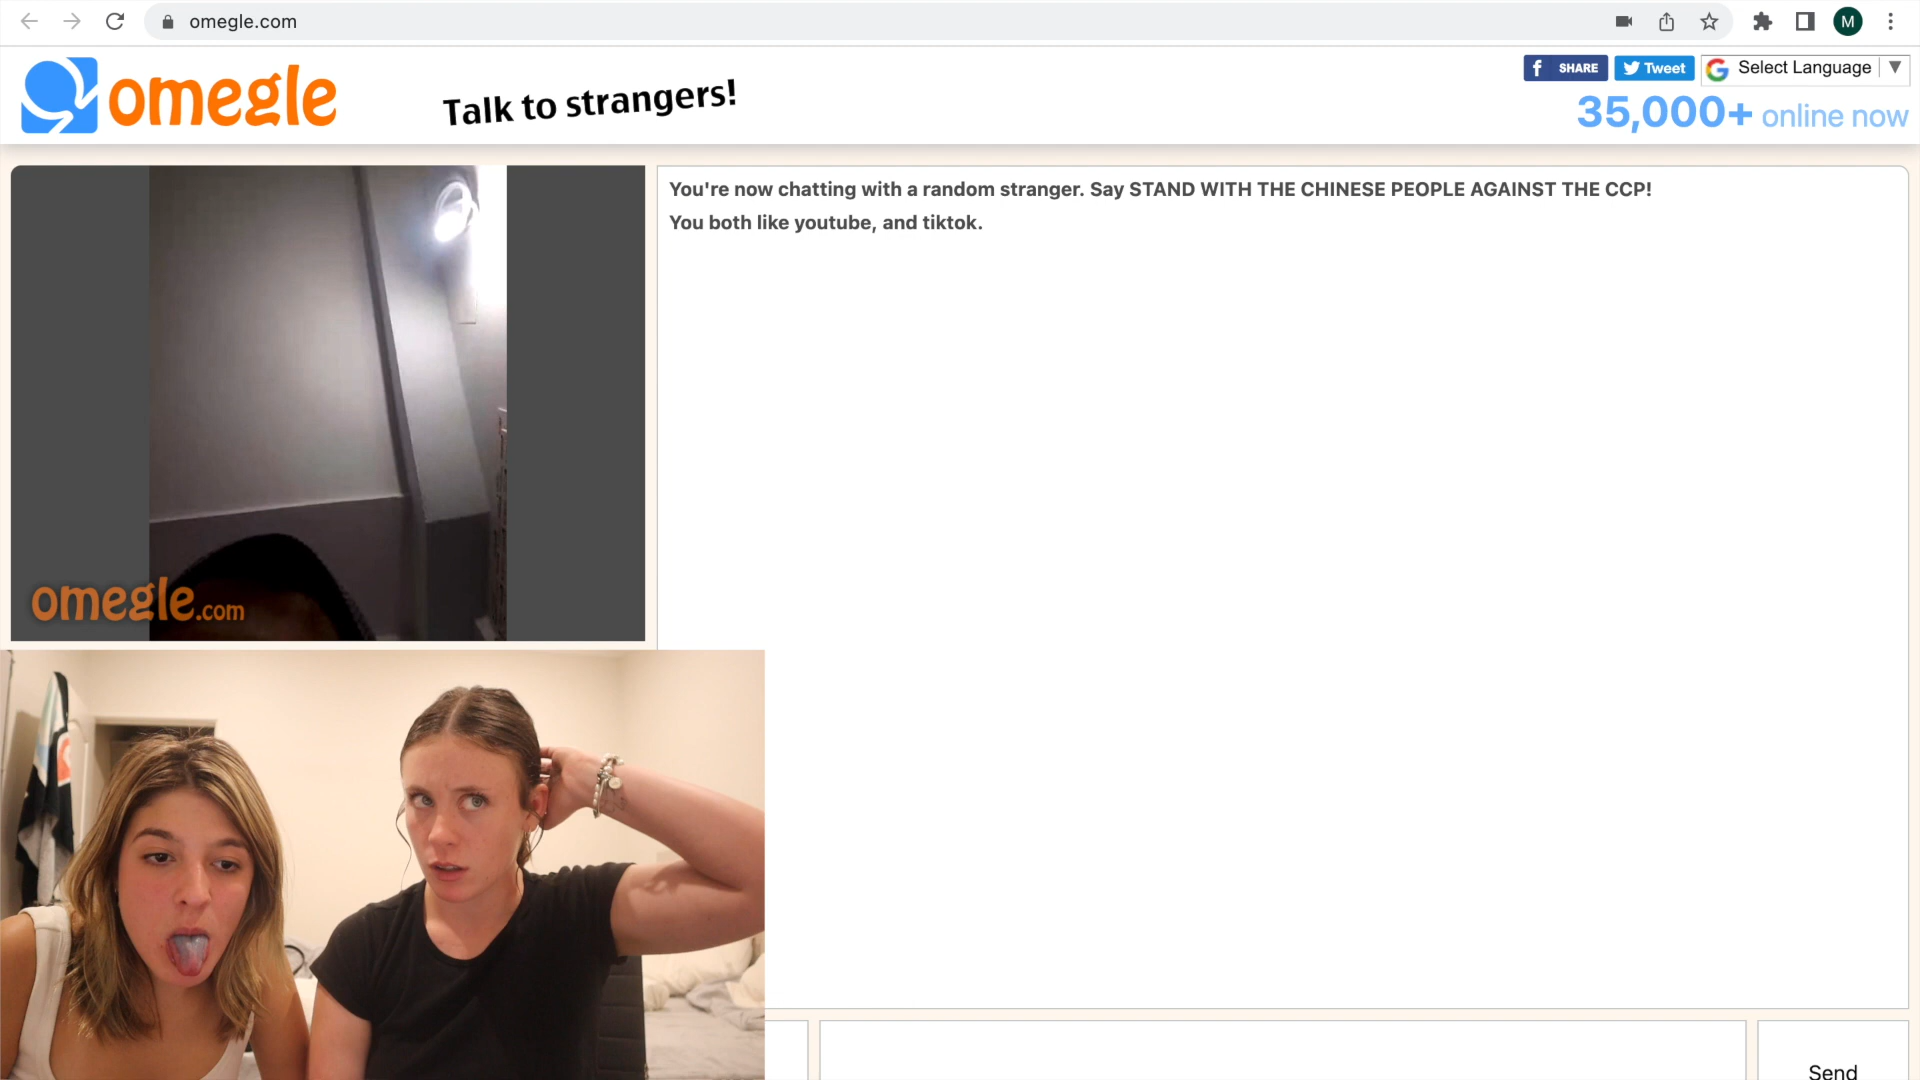 omegle.com
omegle
Talk to strangers!
f SHARE
Tweet
G Select Language ▼
M
35,000+ online now
You're now chatting with a random stranger. Say STAND WITH THE CHINESE PEOPLE AGAINST THE CCP!
You both like youtube, and tiktok.
omegle.com
Send